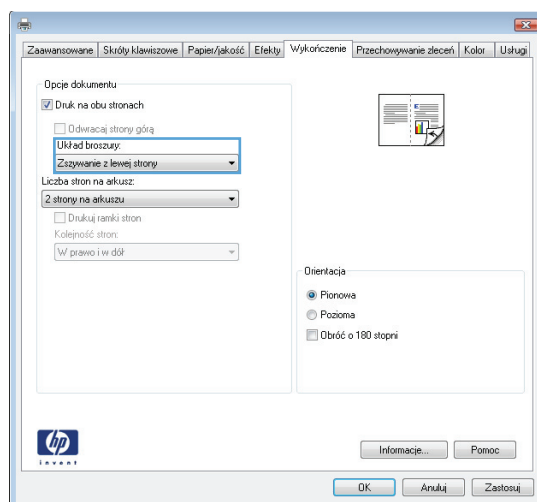 Zaawansowane Skróty klawiszowe Papier/jakość Efekty Wykończenie Przechowywanie zleceń Kolor Usługi
Opcje dokumentu
Druk na obu stronach
Odwracaj strony górą
Układ broszury:
Zszywanie z lewej strony
Liczba stron na arkusz:
2 strony na arkuszu
Drukuj ramki stron
Kolejność stron:
W prawo i w dół
Orientacja
Pionowa
Pozioma
Obróć o 180 stopni
hp
invent
Informacje... Pomoc
OK Anuluj Zastosuj